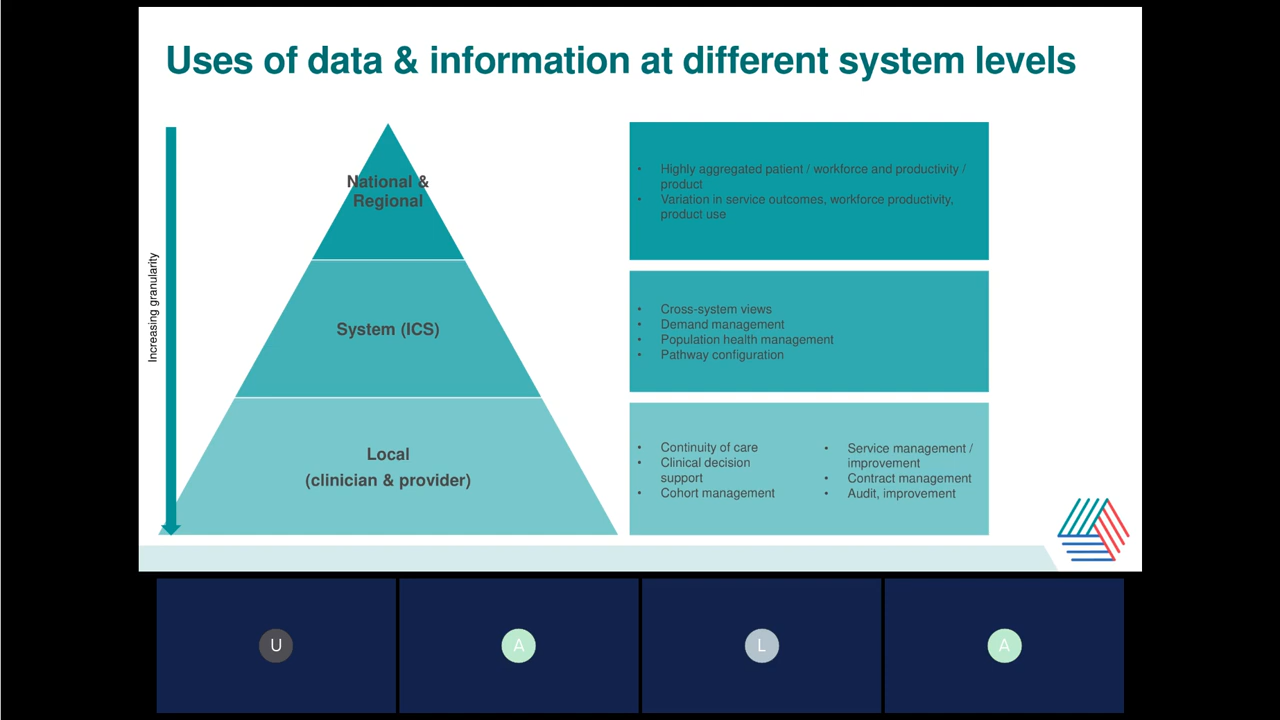 Uses of data & information at different system levels
Increasing granularity
National &
Regional
System (ICS)
Local
(clinician & provider)
• Highly aggregated patient / workforce and productivity /
product
• Variation in service outcomes, workforce productivity,
product use
• Cross-system views
• Demand management
• Population health management
• Pathway configuration
• Continuity of care
• Clinical decision
support
• Cohort management
• Service management /
improvement
• Contract management
• Audit, improvement
U
A
L
A